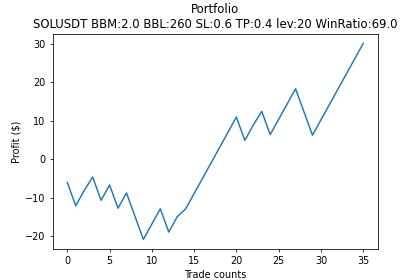 Portfolio
SOLUSDT BBM:2.0 BBL:260 SL:0.6 TP:0.4 lev:20 WinRatio:69.0
30
20
10
0
−10
−20
Profit ($)
0 5 10 15 20 25 30 35
Trade counts